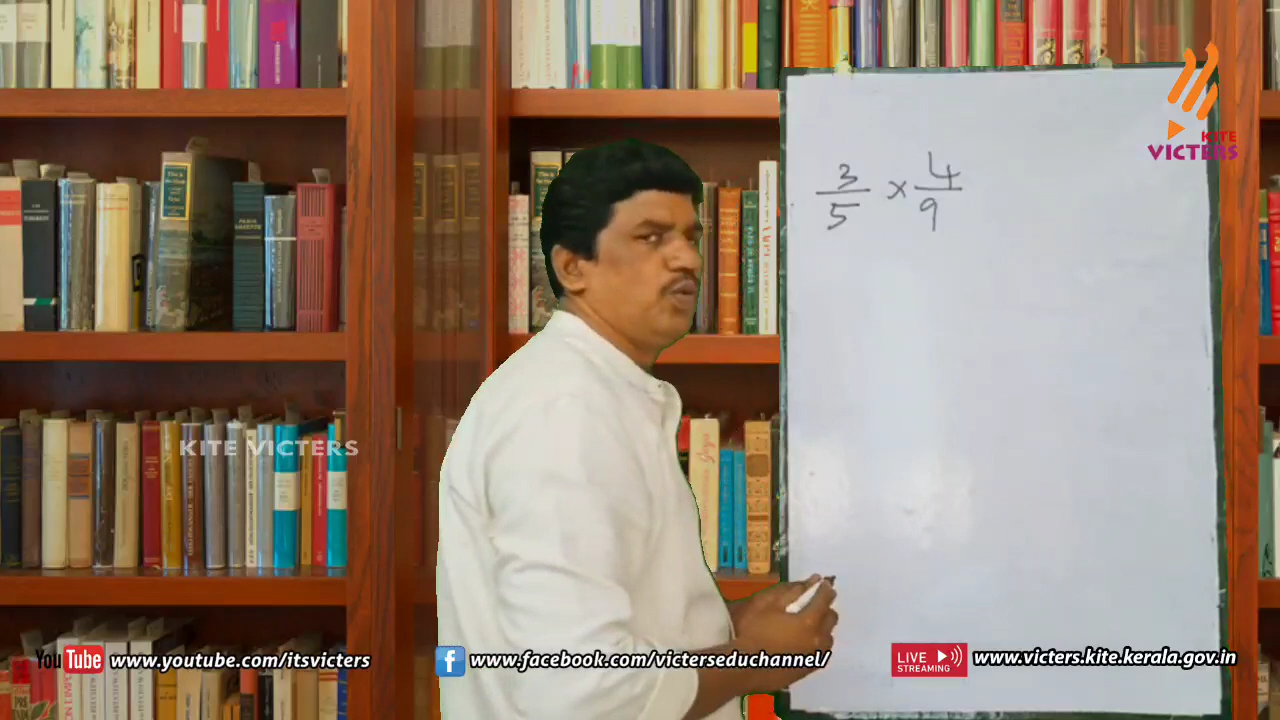 KITE
VICTERS
3/5 × 4/9
KITE VICTERS
YouTube www.youtube.com/itsvicters
f www.facebook.com/victerseduchannel/
LIVE
STREAMING
www.victers.kite.kerala.gov.in